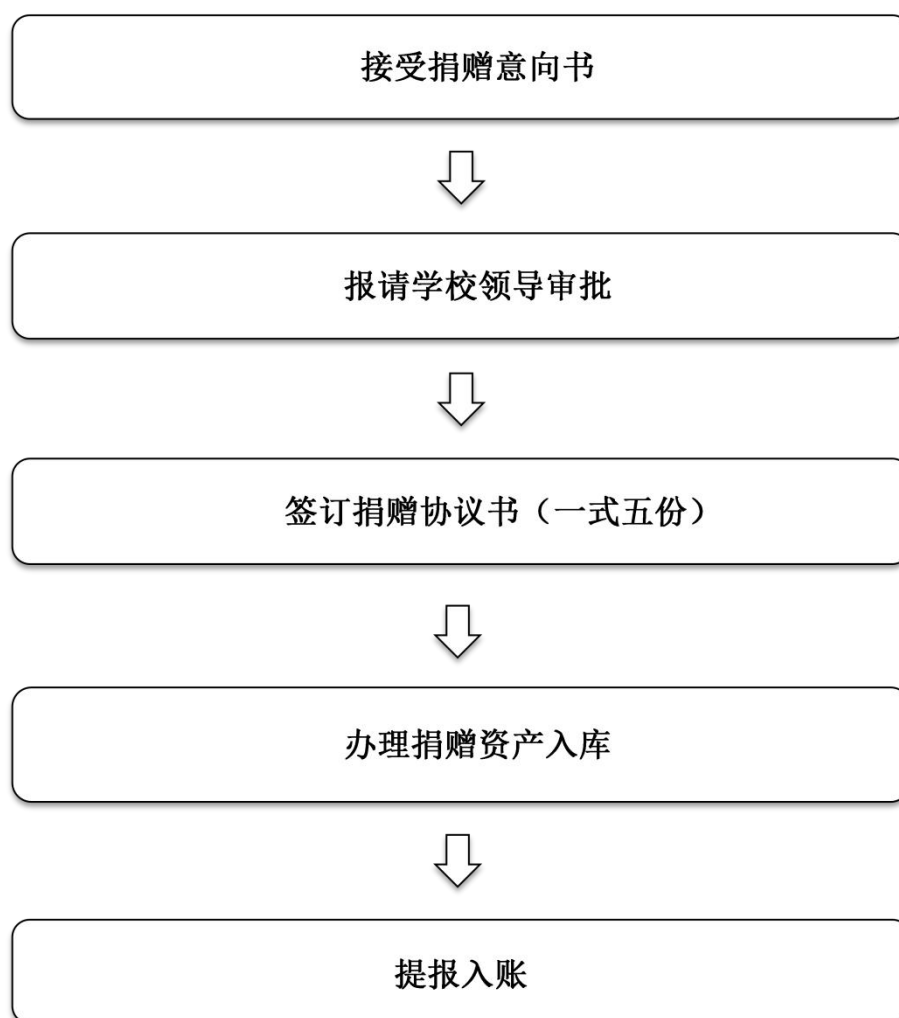 接受捐赠意向书
报请学校领导审批
签订捐赠协议书（一式五份）
办理捐赠资产入库
提报入账